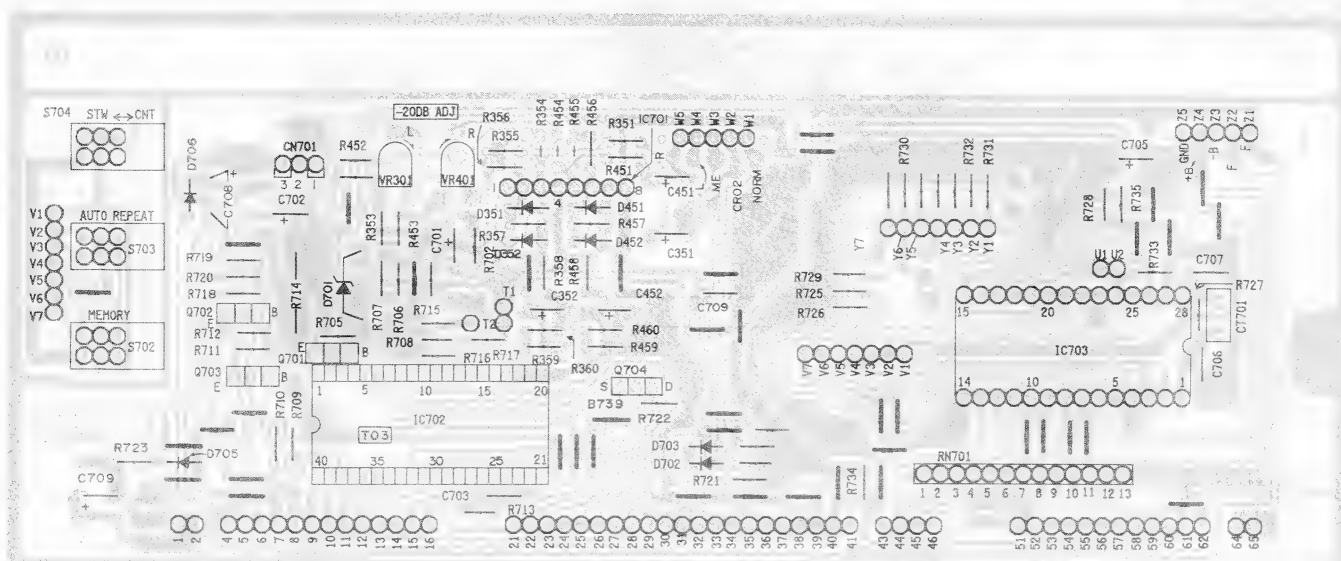 S704 STW ↔ CNT
-20DB ADJ
R356
R354
R454
R455
R456
R351
IC701
W5
W4
W3
W2
W1
Z5
Z4
Z3
Z2
Z1
GND
-B
+B
F
F
D706
CN701
3 2 1
C702
R452
L
R
VR301
VR401
R355
R451
R
L
1
4
8
C451
ME
CRO2
NORM
R730
R732
R731
C705
R728
R735
C708
+
V1
V2
V3
V4
V5
V6
V7
AUTO REPEAT
S703
R353
R453
C701
D351
D451
R457
R357
D452
D352
R702
C351
Y7
Y6
Y5
Y4
Y3
Y2
Y1
U1 U2
R733
C707
R719
R720
R718
R714
D701
R707
R706
R715
T1
T2
R358
R458
C352
C452
C709
R729
R725
R726
R727
CT701
C706
MEMORY
S702
Q702
E
B
R712
R711
R705
R708
R716
R717
R359
R360
R460
R459
15
20
25
28
IC703
14
10
5
1
Q701
E
B
Q703
E
B
R710
R709
1
5
10
15
20
IC702
T03
40
35
30
25
21
Q704
S
D
B739
R722
V7
V6
V5
V4
V3
V2
V1
R723
D705
D703
D702
R721
R734
RN701
1 2 3 4 5 6 7 8 9 10 11 12 13
C709
+
C703
R713
1 2 4 5 6 7 8 9 10 11 12 13 14 15 16
21 22 23 24 25 26 27 28 29 30 31 32 33 34 35 36 37 38 39 40 41
43 44 45 46
51 52 53 54 55 56 57 58 59 60 61 62
64 65